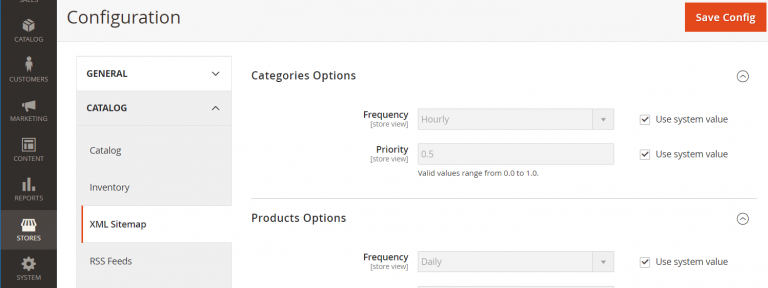 SALES
CATALOG
CUSTOMERS
MARKETING
CONTENT
REPORTS
STORES
SYSTEM
Configuration
Save Config
GENERAL
CATALOG
Catalog
Inventory
XML Sitemap
RSS Feeds
Categories Options
Frequency
[store view]
Hourly
Use system value
Priority
[store view]
0.5
Use system value
Valid values range from 0.0 to 1.0.
Products Options
Frequency
[store view]
Daily
Use system value